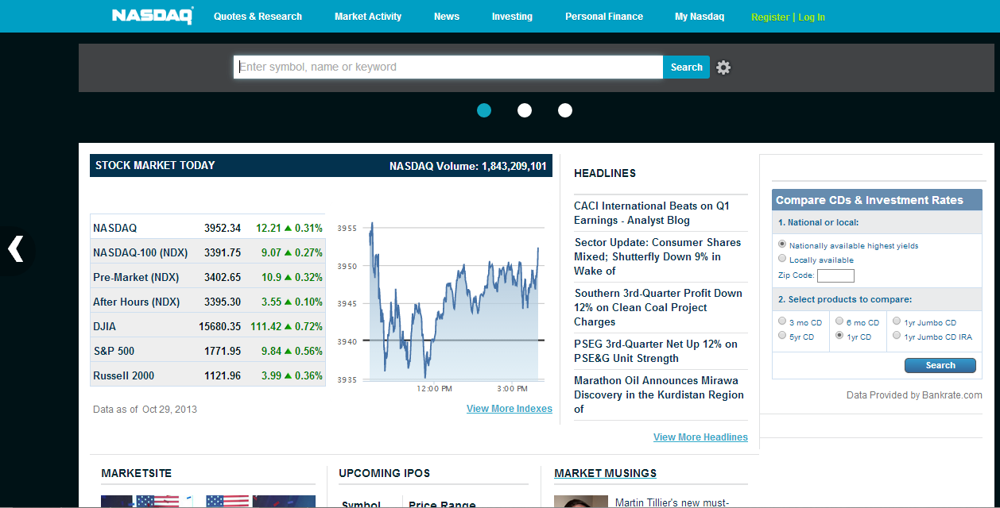 NASDAQ
Quotes & Research
Market Activity
News
Investing
Personal Finance
My Nasdaq
Register | Log In
Enter symbol, name or keyword
Search
STOCK MARKET TODAY
NASDAQ Volume: 1,843,209,101
NASDAQ 3952.34 12.21 ▲ 0.31%
NASDAQ-100 (NDX) 3391.75 9.07 ▲ 0.27%
Pre-Market (NDX) 3402.65 10.9 ▲ 0.32%
After Hours (NDX) 3395.30 3.55 ▲ 0.10%
DJIA 15680.35 111.42 ▲ 0.72%
S&P 500 1771.95 9.84 ▲ 0.56%
Russell 2000 1121.96 3.99 ▲ 0.36%
Data as of Oct 29, 2013
3955
3950
3945
3940
3935
12:00 PM
3:00 PM
View More Indexes
HEADLINES
CACI International Beats on Q1
Earnings - Analyst Blog
Sector Update: Consumer Shares
Mixed; Shutterfly Down 9% in
Wake of
Southern 3rd-Quarter Profit Down
12% on Clean Coal Project
Charges
PSEG 3rd-Quarter Net Up 12% on
PSE&G Unit Strength
Marathon Oil Announces Mirawa
Discovery in the Kurdistan Region
of
View More Headlines
Compare CDs & Investment Rates
1. National or local:
Nationally available highest yields
Locally available
Zip Code:
2. Select products to compare:
3 mo CD
6 mo CD
1yr Jumbo CD
5yr CD
1yr CD
1yr Jumbo CD IRA
Search
Data Provided by Bankrate.com
MARKETSITE
UPCOMING IPOS
Symbol
Price Range
MARKET MUSINGS
Martin Tillier's new must-